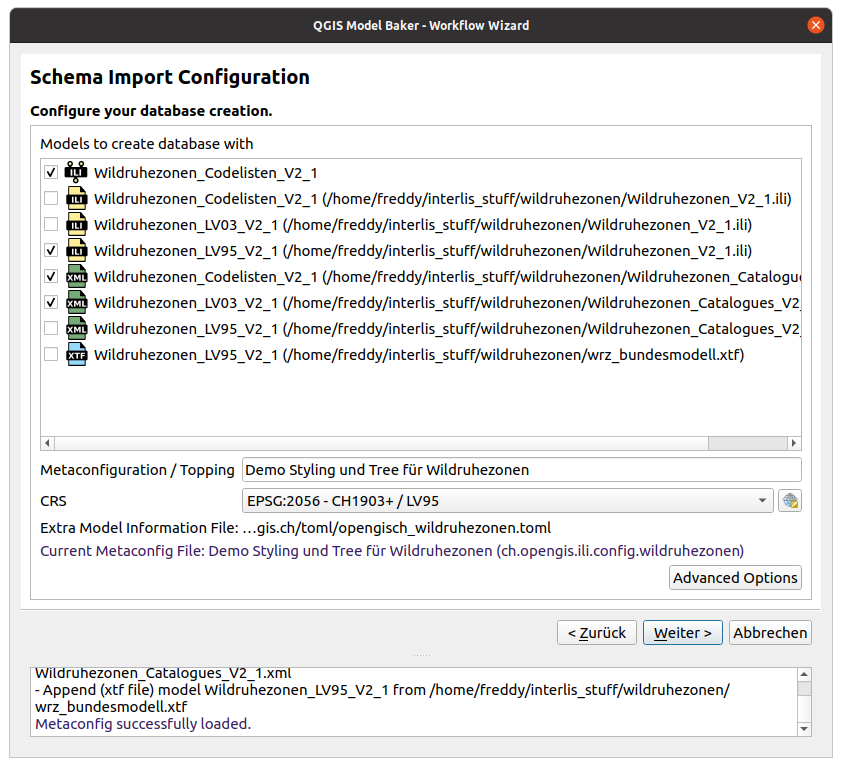 QGIS Model Baker - Workflow Wizard
Schema Import Configuration
Configure your database creation.
Models to create database with
ILI Wildruhezonen_Codelisten_V2_1
ILI Wildruhezonen_Codelisten_V2_1 (/home/freddy/interlis_stuff/wildruhezonen/Wildruhezonen_V2_1.ili)
ILI Wildruhezonen_LV03_V2_1 (/home/freddy/interlis_stuff/wildruhezonen/Wildruhezonen_V2_1.ili)
ILI Wildruhezonen_LV95_V2_1 (/home/freddy/interlis_stuff/wildruhezonen/Wildruhezonen_V2_1.ili)
XML Wildruhezonen_Codelisten_V2_1 (/home/freddy/interlis_stuff/wildruhezonen/Wildruhezonen_Catalogue
XML Wildruhezonen_LV03_V2_1 (/home/freddy/interlis_stuff/wildruhezonen/Wildruhezonen_Catalogues_V2_
XML Wildruhezonen_LV95_V2_1 (/home/freddy/interlis_stuff/wildruhezonen/Wildruhezonen_Catalogues_V2_
XTF Wildruhezonen_LV95_V2_1 (/home/freddy/interlis_stuff/wildruhezonen/wrz_bundesmodell.xtf)
Metaconfiguration / Topping Demo Styling und Tree für Wildruhezonen
CRS EPSG:2056 - CH1903+ / LV95
Extra Model Information File: …gis.ch/toml/opengisch_wildruhezonen.toml
Current Metaconfig File: Demo Styling und Tree für Wildruhezonen (ch.opengis.ili.config.wildruhezonen)
Advanced Options
< Zurück Weiter > Abbrechen
Wildruhezonen_Catalogues_V2_1.xml
- Append (xtf file) model Wildruhezonen_LV95_V2_1 from /home/freddy/interlis_stuff/wildruhezonen/
wrz_bundesmodell.xtf
Metaconfig successfully loaded.